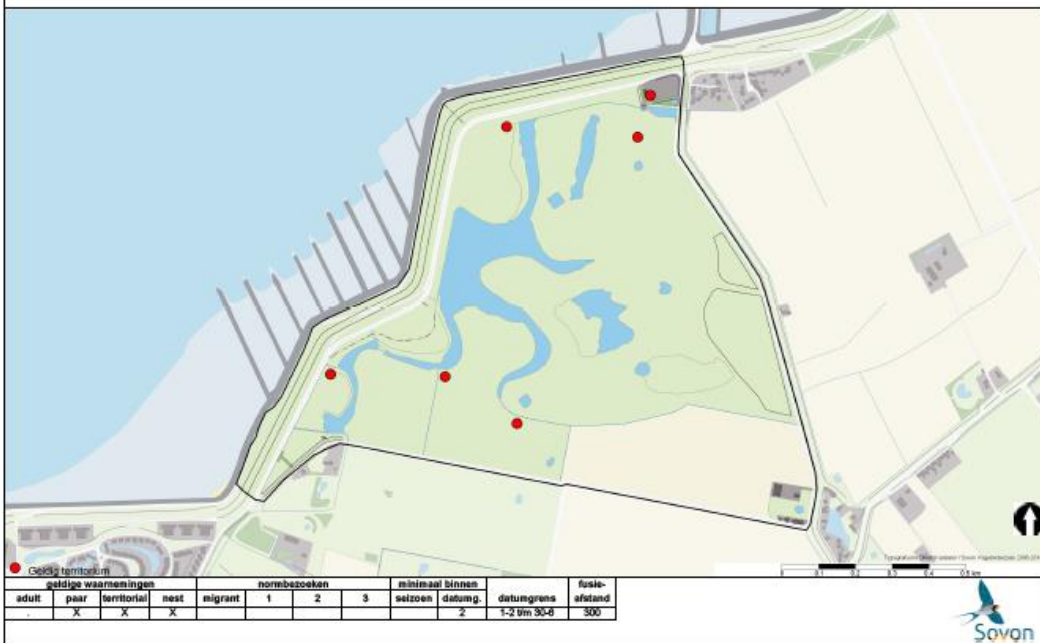 Geldig territorium
0 0.1 0.2 0.3 0.4 0.5 km
geldige waarnemingen normbezoeken minimaal binnen fusie-
adult paar territorial nest migrant 1 2 3 seizoen datumg. datumgrens afstand
. X X X 2 1-2 t/m 30-6 300
Sovon